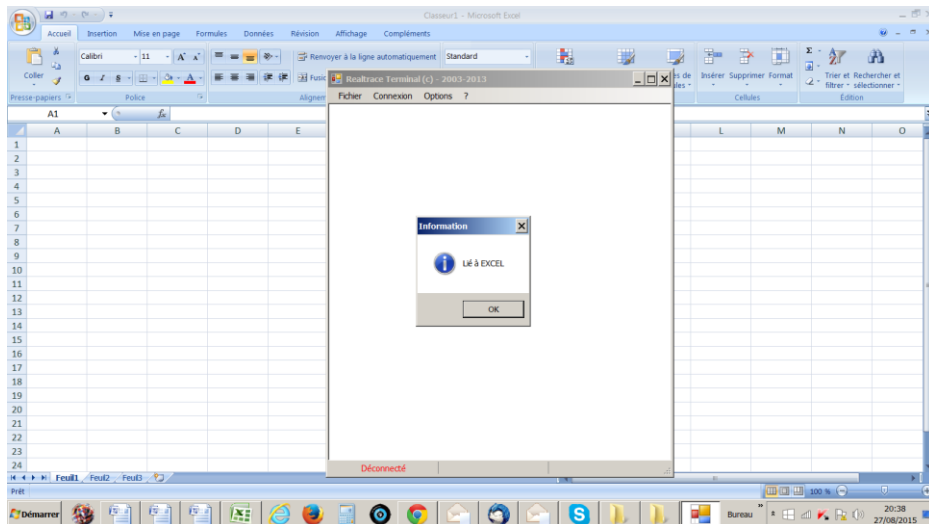 Classeur1 - Microsoft Excel
Accueil Insertion Mise en page Formules Données Révision Affichage Compléments
Calibri 11 A A Renvoyer à la ligne automatiquement Standard Σ
Coller Insérer Supprimer Format Trier et Rechercher et
filtrer sélectionner
G I S A Fusic
Presse-papiers Police Alignem Cellules Édition
A1 fx
Realtrace Terminal (c) - 2003-2013
Fichier Connexion Options ?
A B C D E L M N O
1
2
3
4
5
6
7
8
9
10
11
12
13
14
15
16
17
18
19
20
21
22
23
24
Information
Lié à EXCEL
OK
Déconnecté
Feuil1 Feuil2 Feuil3
Prêt 100 %
Démarrer Bureau 20:38
27/08/2015